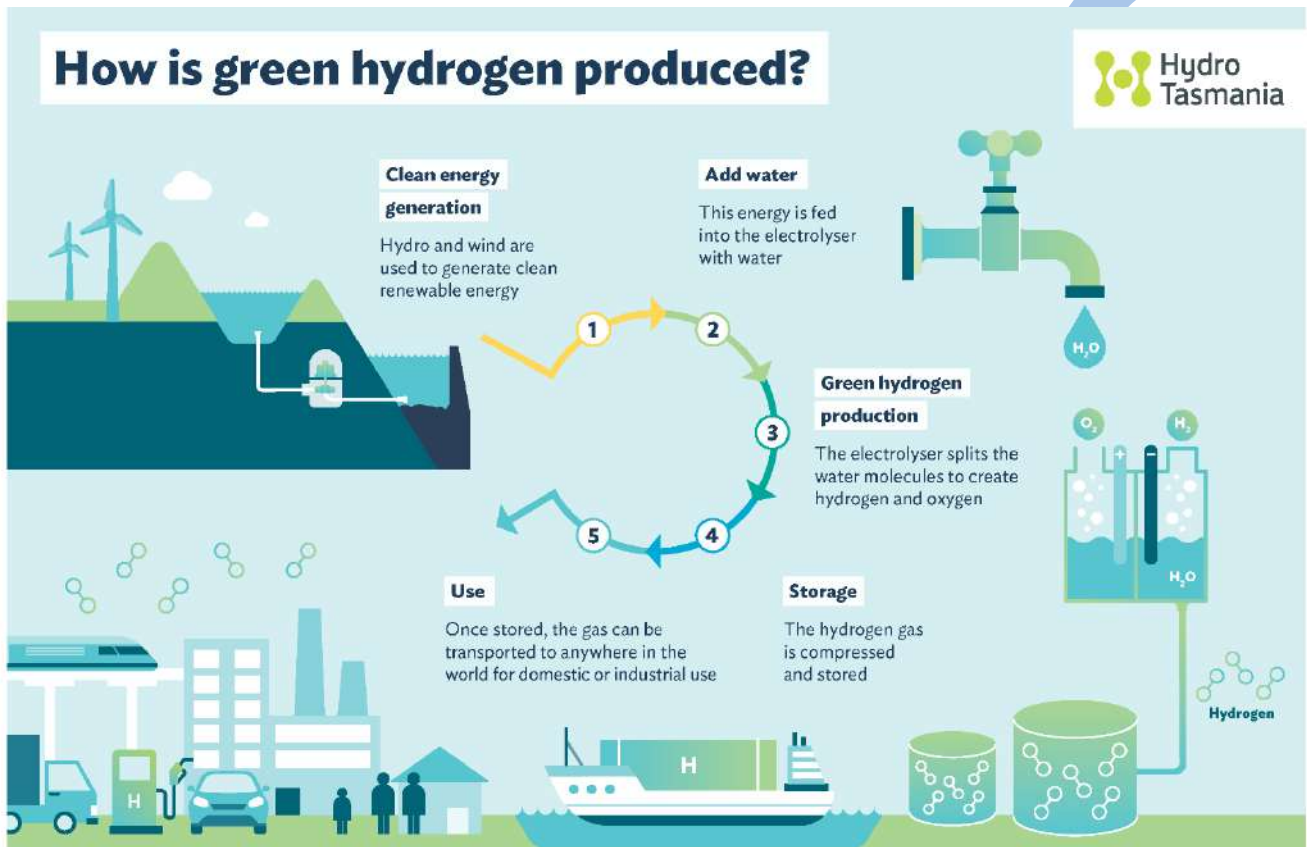 How is green hydrogen produced?
Hydro
Tasmania
Clean energy
generation
Hydro and wind are
used to generate clean
renewable energy
Add water
This energy is fed
into the electrolyser
with water
H₂O
1
2
3
4
5
Green hydrogen
production
The electrolyser splits the
water molecules to create
hydrogen and oxygen
O₂
H₂
+
−
H₂O
Use
Once stored, the gas can be
transported to anywhere in the
world for domestic or industrial use
Storage
The hydrogen gas
is compressed
and stored
Hydrogen
H
H